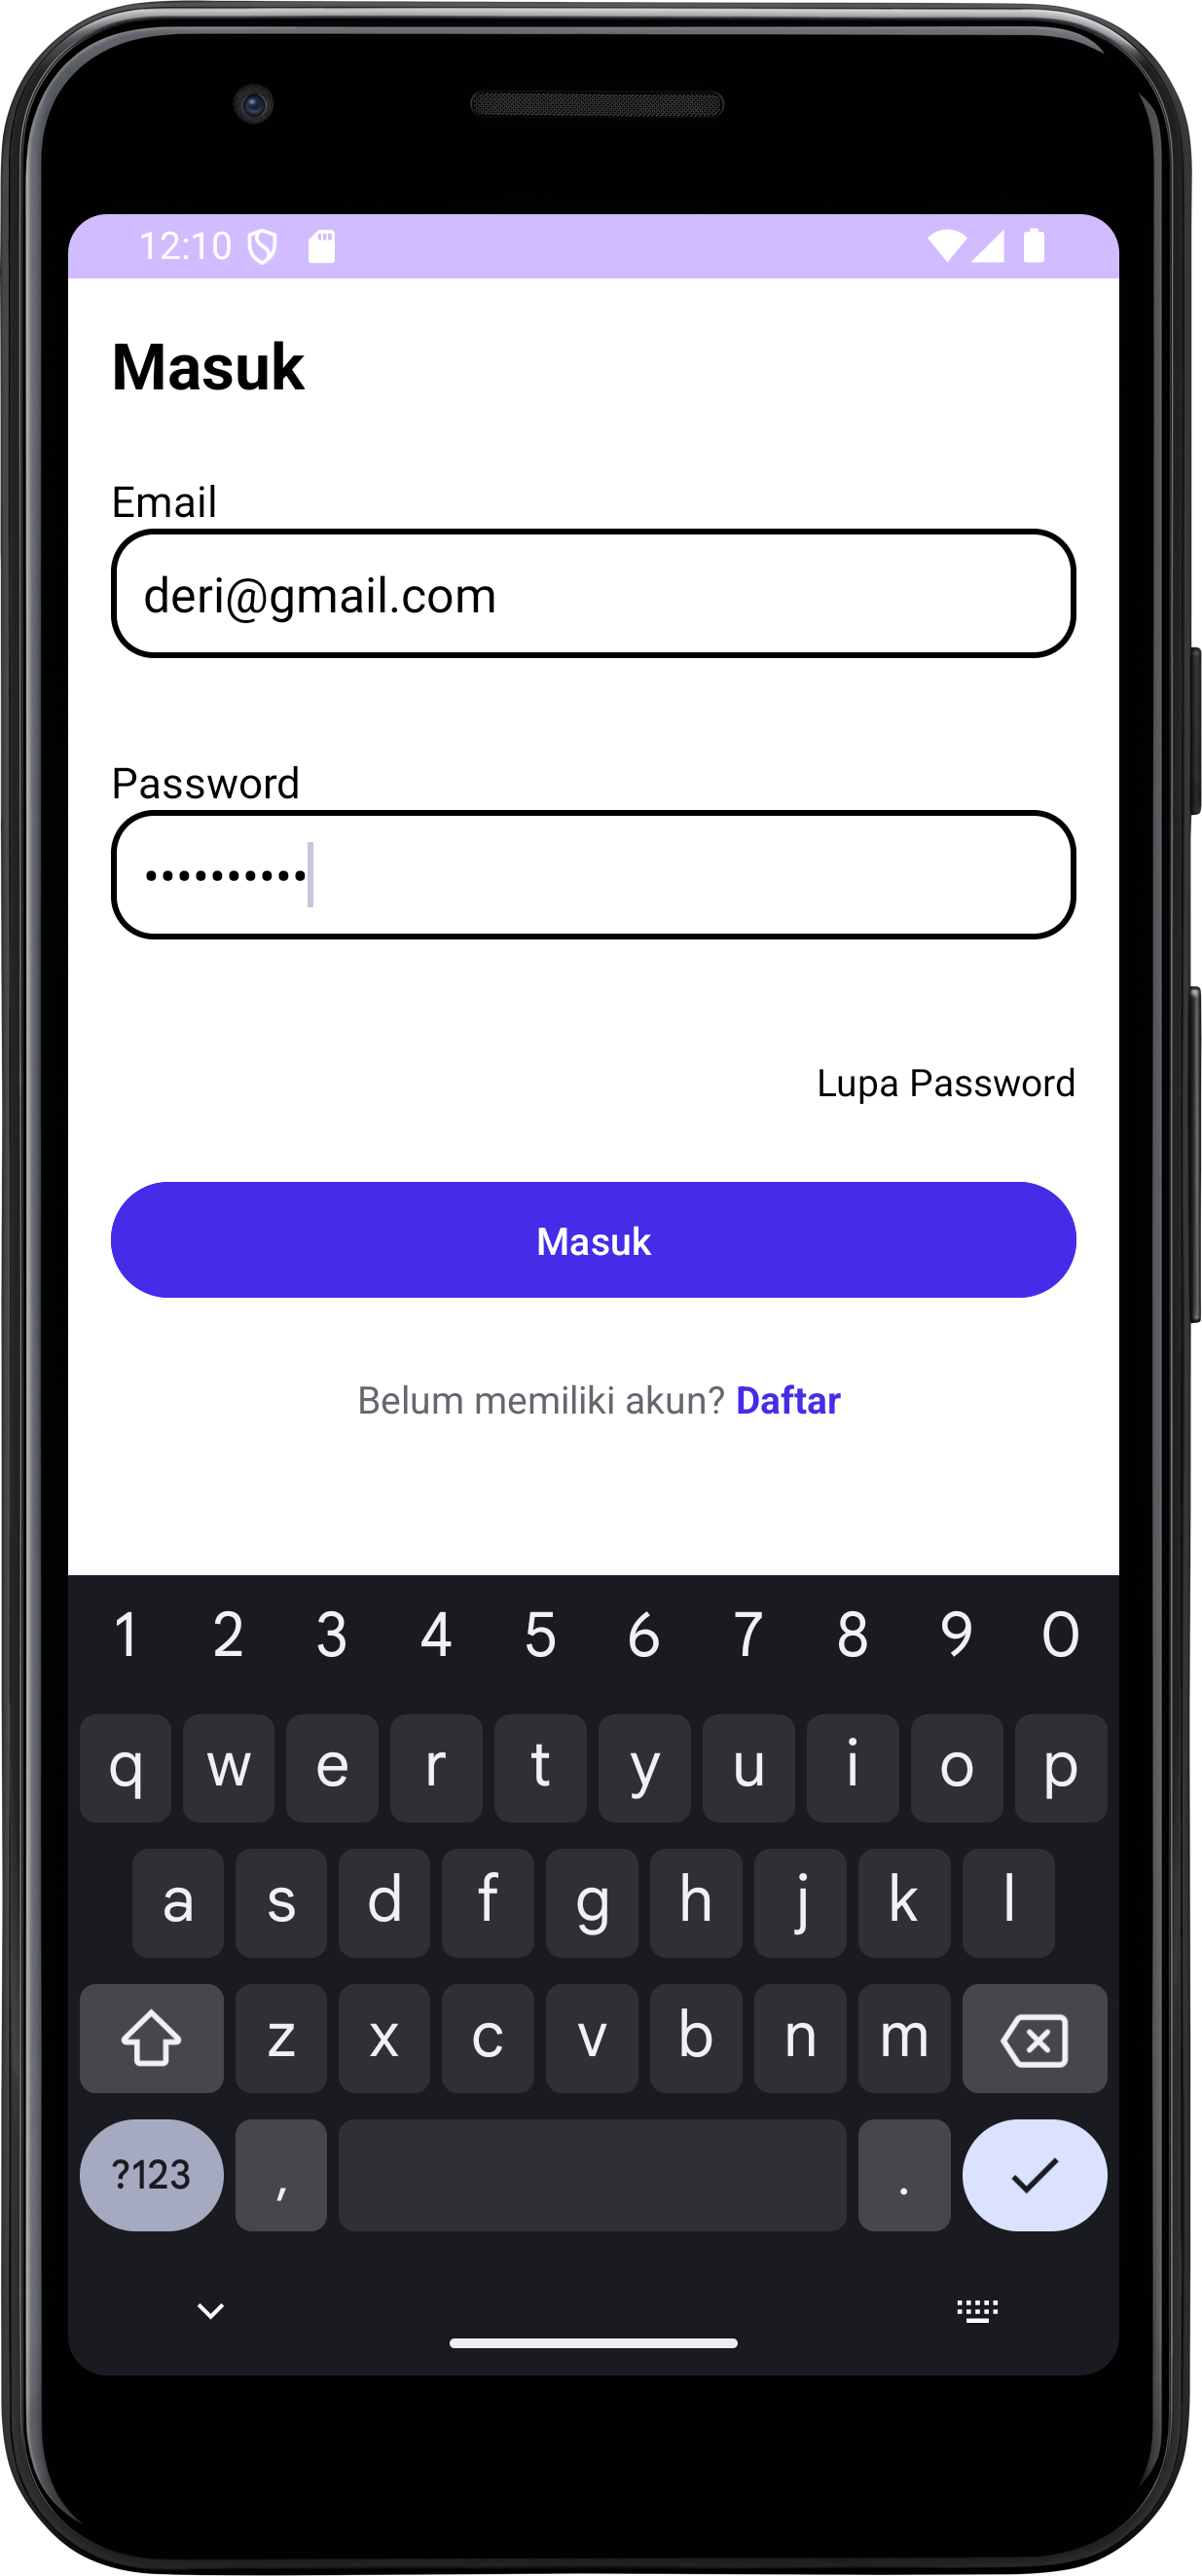 12:10
Masuk
Email
deri@gmail.com
Password
••••••••••
Lupa Password
Masuk
Belum memiliki akun? Daftar
1 2 3 4 5 6 7 8 9 0
q w e r t y u i o p
a s d f g h j k l
z x c v b n m
?123 , .